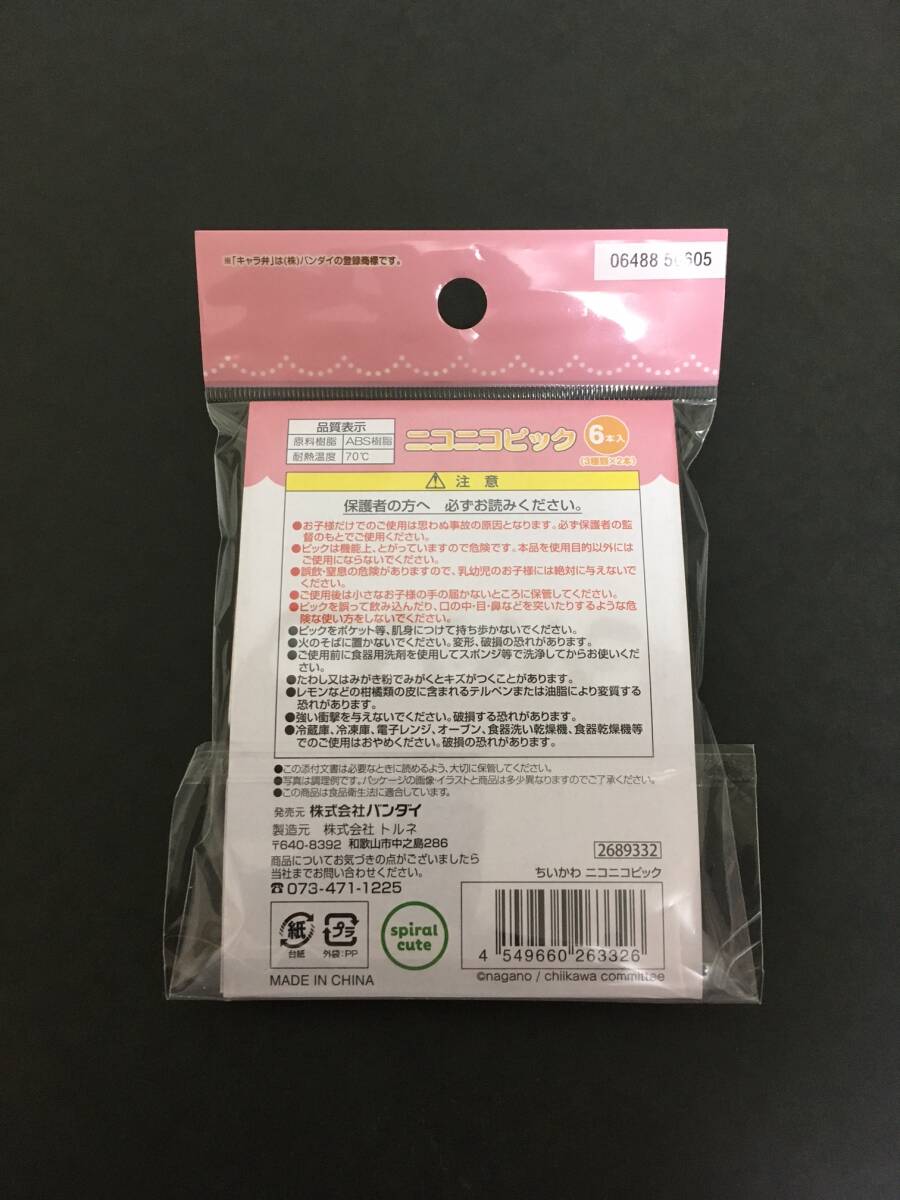 ※「キャラ弁」は(株)バンダイの登録商標です。
06488 5
605
品質表示
原料樹脂 ABS樹脂
耐熱温度 70℃
ニコニコピック
6本入
(3種類×2本)
注意
保護者の方へ 必ずお読みください。
●お子様だけでのご使用は思わぬ事故の原因となります。必ず保護者の監
督のもとでご使用ください。
●ピックは機能上、とがっていますので危険です。本品を使用目的以外には
ご使用にならないでください。
●誤飲・窒息の危険がありますので、乳幼児のお子様には絶対に与えないで
ください。
●ご使用後は小さなお子様の手の届かないところに保管してください。
●ピックを誤って飲み込んだり、口の中・目・鼻などを突いたりするような危
険な使い方をしないでください。
●ピックをポケット等、肌身につけて持ち歩かないでください。
●火のそばに置かないでください。変形、破損の恐れがあります。
●ご使用前に食器用洗剤を使用してスポンジ等で洗浄してからお使いくだ
さい。
●たわし又はみがき粉でみがくとキズがつくことがあります。
●レモンなどの柑橘類の皮に含まれるテルペンまたは油脂により変質する
恐れがあります。
●強い衝撃を与えないでください。破損する恐れがあります。
●冷蔵庫、冷凍庫、電子レンジ、オーブン、食器洗い乾燥機、食器乾燥機等
でのご使用はおやめください。破損の恐れがあります。
●この添付文書は必要なときに読めるよう、大切に保管してください。
●写真は調理例です。パッケージの画像・イラストと商品は多少異なりますのでご了承ください。
●この商品は食品衛生法に適合しています。
発売元 株式会社バンダイ
製造元 株式会社トルネ
〒640-8392 和歌山市中之島286
商品についてお気づきの点がございましたら
当社までお問い合わせください。
☎073-471-1225
2689332
ちいかわ ニコニコピック
紙
台紙
プラ
外袋:PP
spiral
cute
4 549660 263326
MADE IN CHINA
©nagano / chiikawa committee